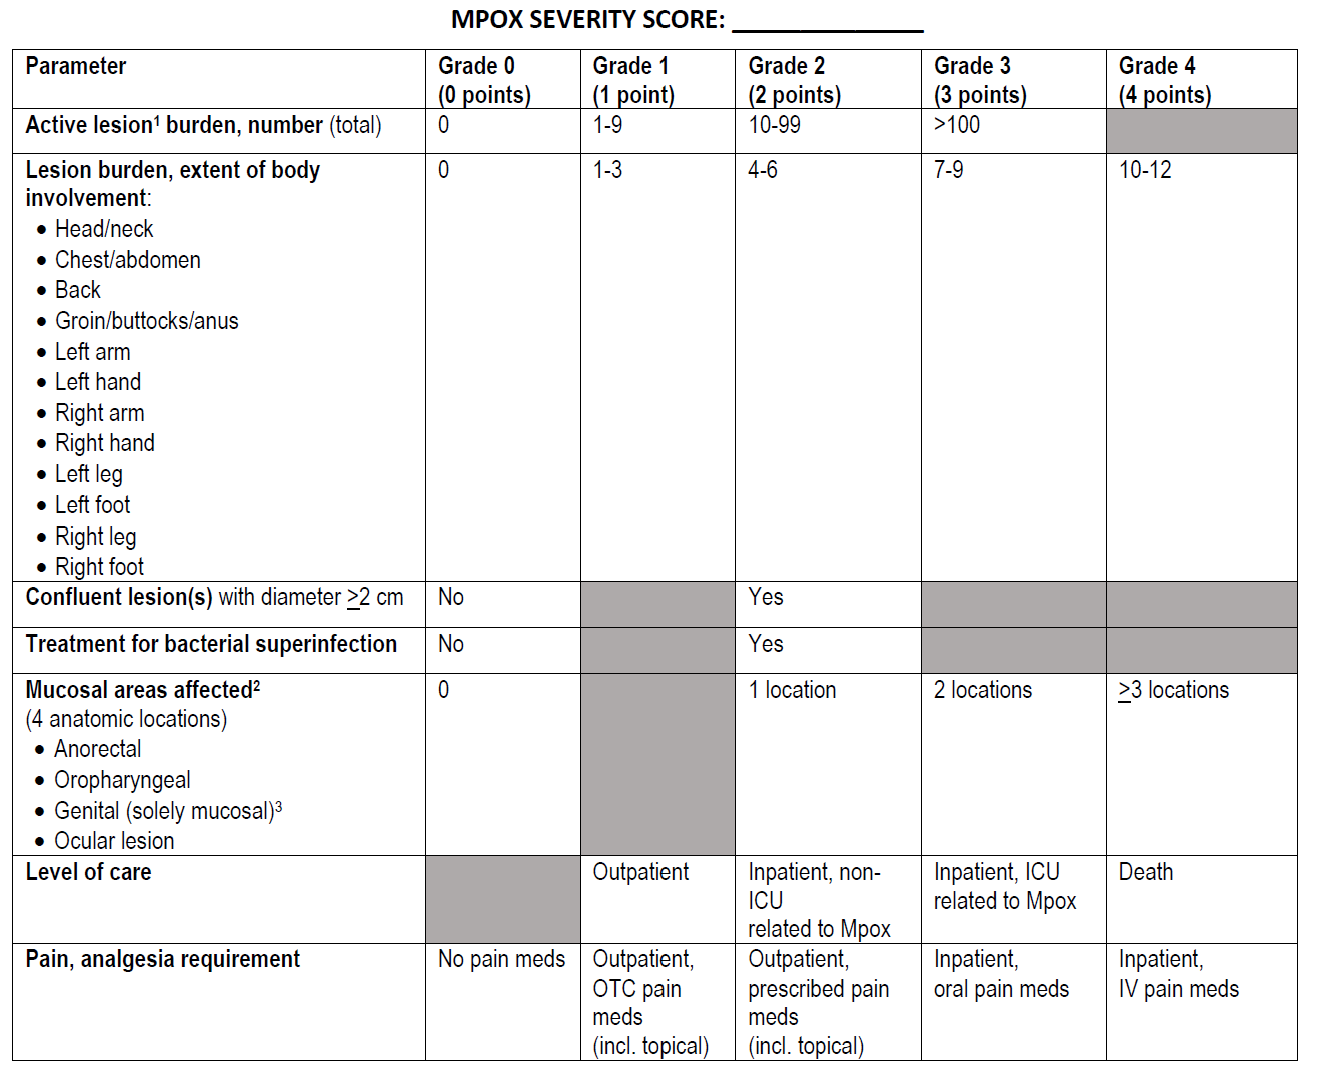 MPOX SEVERITY SCORE: _______________
Parameter
Grade 0
(0 points)
Grade 1
(1 point)
Grade 2
(2 points)
Grade 3
(3 points)
Grade 4
(4 points)
Active lesion¹ burden, number (total)
0
1-9
10-99
>100
Lesion burden, extent of body
involvement:
• Head/neck
• Chest/abdomen
• Back
• Groin/buttocks/anus
• Left arm
• Left hand
• Right arm
• Right hand
• Left leg
• Left foot
• Right leg
• Right foot
0
1-3
4-6
7-9
10-12
Confluent lesion(s) with diameter >2 cm
No
Yes
Treatment for bacterial superinfection
No
Yes
Mucosal areas affected²
(4 anatomic locations)
• Anorectal
• Oropharyngeal
• Genital (solely mucosal)³
• Ocular lesion
0
1 location
2 locations
>3 locations
Level of care
Outpatient
Inpatient, non-
ICU
related to Mpox
Inpatient, ICU
related to Mpox
Death
Pain, analgesia requirement
No pain meds
Outpatient,
OTC pain
meds
(incl. topical)
Outpatient,
prescribed pain
meds
(incl. topical)
Inpatient,
oral pain meds
Inpatient,
IV pain meds